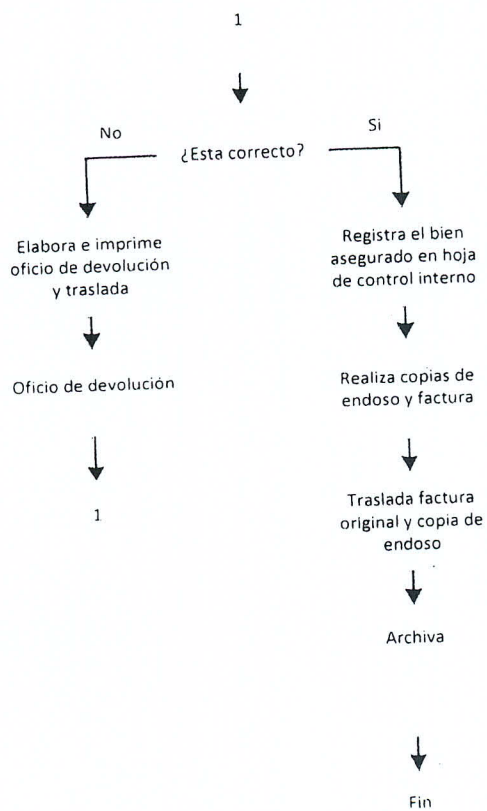 1
No
¿Esta correcto?
Si
Elabora e imprime
oficio de devolución
y traslada
Registra el bien
asegurado en hoja
de control interno
Oficio de devolución
Realiza copias de
endoso y factura
1
Traslada factura
original y copia de
endoso
Archiva
Fin